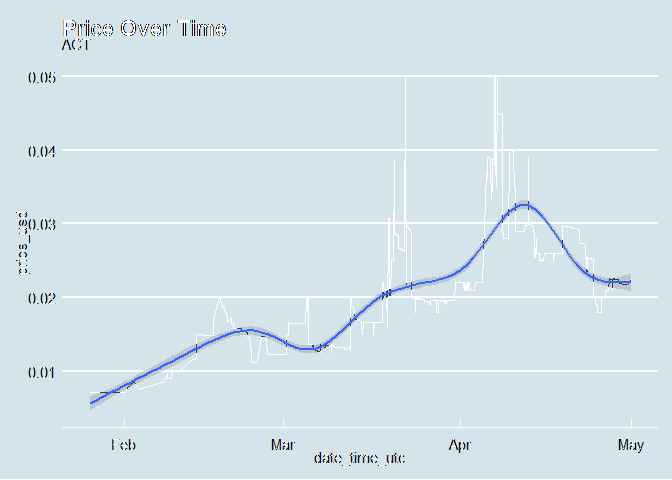 Price Over Time
ACT
0.05
0.04
0.03
0.02
0.01
price_usd
Feb
Mar
Apr
May
date_time_utc